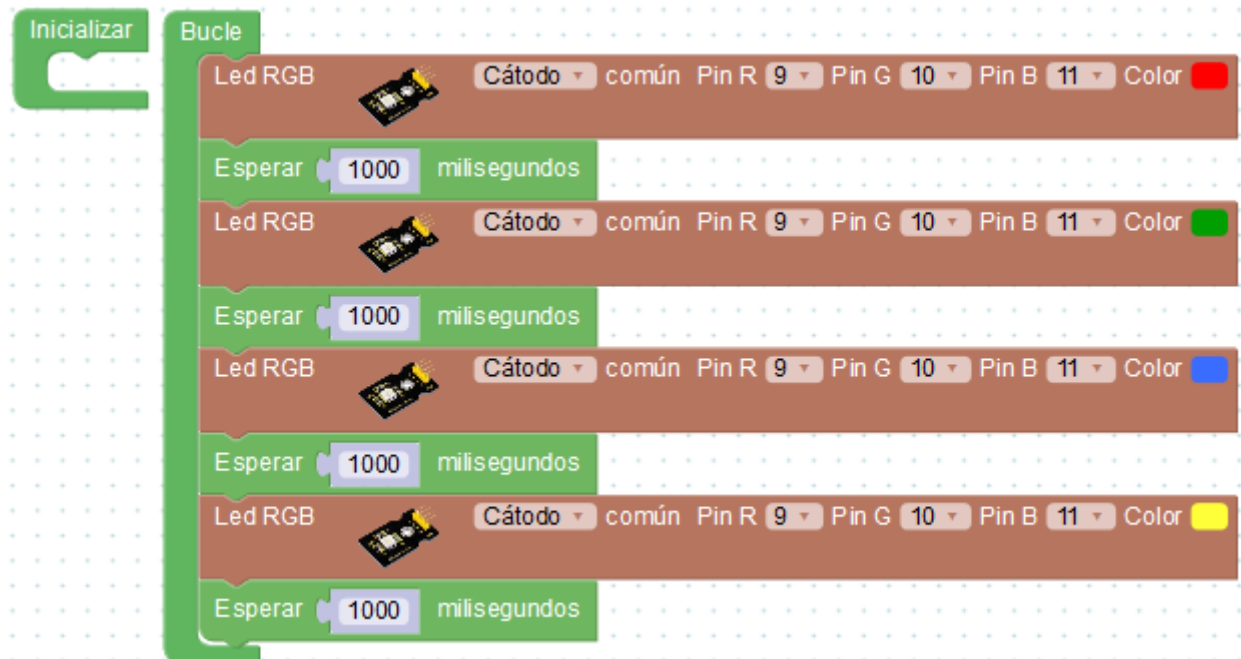 Inicializar
Bucle
Led RGB Cátodo común Pin R 9 Pin G 10 Pin B 11 Color
Esperar 1000 milisegundos
Led RGB Cátodo común Pin R 9 Pin G 10 Pin B 11 Color
Esperar 1000 milisegundos
Led RGB Cátodo común Pin R 9 Pin G 10 Pin B 11 Color
Esperar 1000 milisegundos
Led RGB Cátodo común Pin R 9 Pin G 10 Pin B 11 Color
Esperar 1000 milisegundos